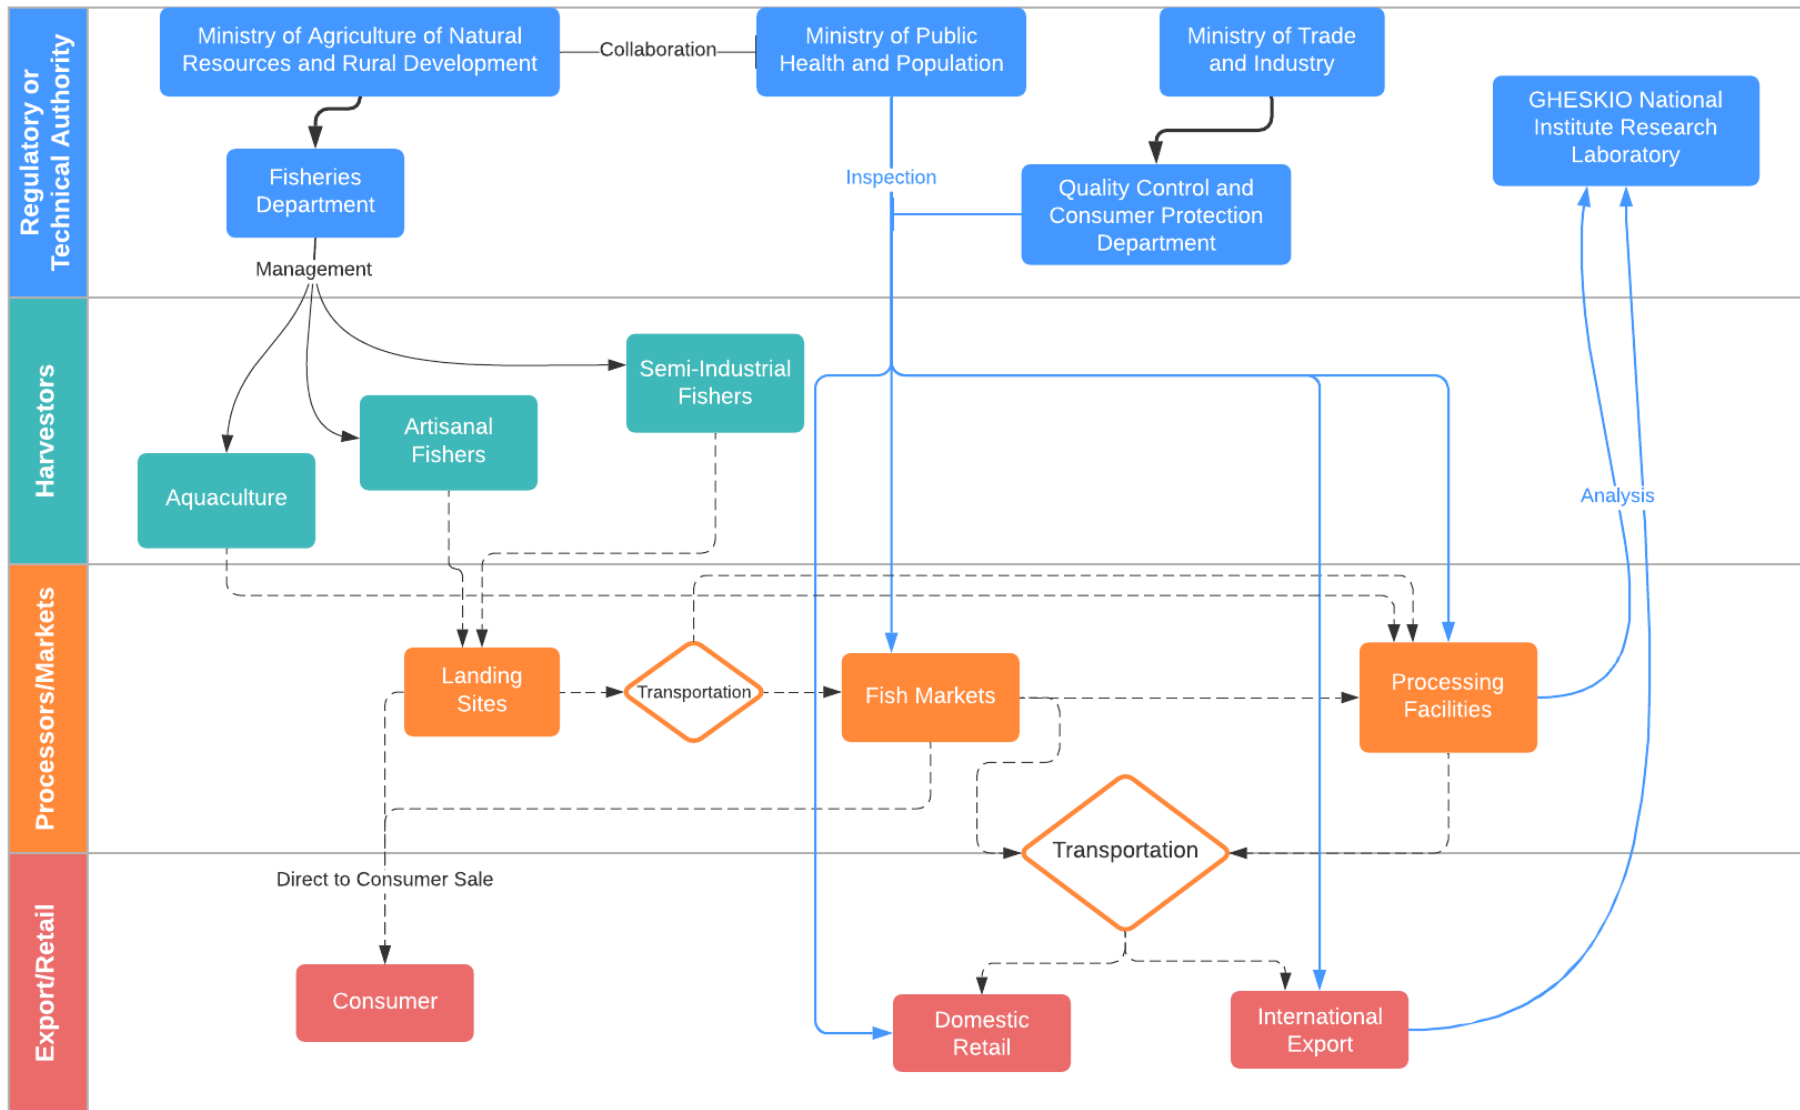 Regulatory or
Technical Authority
Ministry of Agriculture of Natural
Resources and Rural Development
Collaboration
Ministry of Public
Health and Population
Ministry of Trade
and Industry
GHESKIO National
Institute Research
Laboratory
Fisheries
Department
Inspection
Quality Control and
Consumer Protection
Department
Management
Harvestors
Semi-Industrial
Fishers
Artisanal
Fishers
Aquaculture
Analysis
Processors/Markets
Landing
Sites
Transportation
Fish Markets
Processing
Facilities
Transportation
Export/Retail
Direct to Consumer Sale
Consumer
Domestic
Retail
International
Export